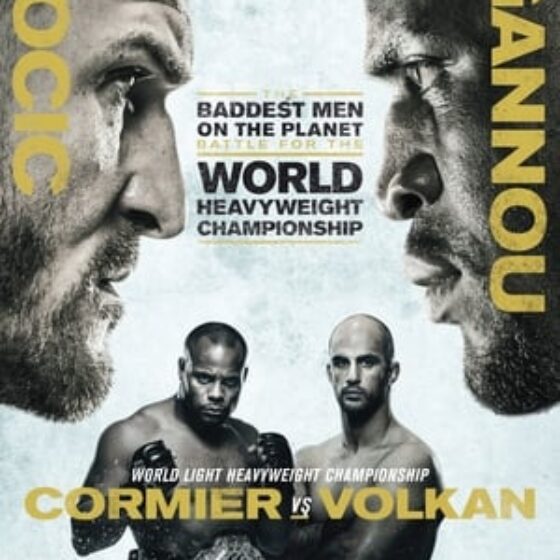 OCIC
GANNOU
THE
BADDEST MEN
ON THE PLANET
BATTLE FOR THE
WORLD
HEAVYWEIGHT
CHAMPIONSHIP
WORLD LIGHT HEAVYWEIGHT CHAMPIONSHIP
CORMIER VS VOLKAN